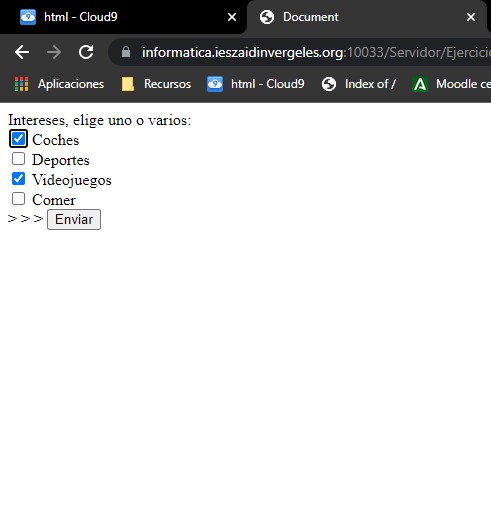 html - Cloud9
Document
informatica.ieszaidinvergeles.org:10033/Servidor/Ejercicio
Aplicaciones Recursos html - Cloud9 Index of / Moodle ce
Intereses, elige uno o varios:
Coches
Deportes
Videojuegos
Comer
> > > Enviar